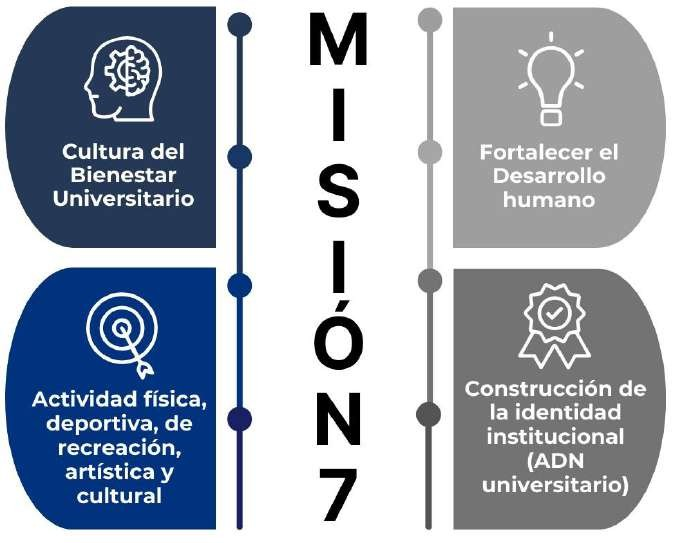 Cultura del
Bienestar
Universitario
Actividad física,
deportiva, de
recreación,
artística y
cultural
MISIÓN7
Fortalecer el
Desarrollo
humano
Construcción de
la identidad
institucional
(ADN
universitario)